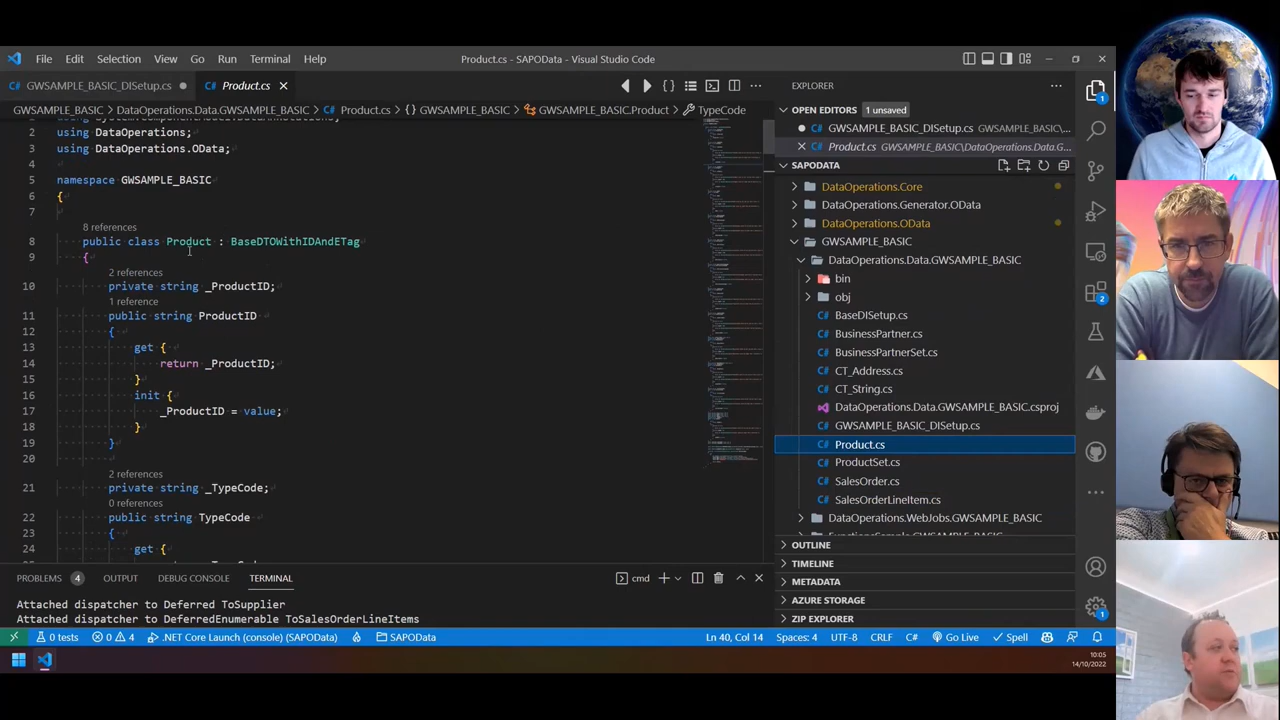 File Edit Selection View Go Run Terminal Help
Product.cs - SAPOData - Visual Studio Code
GWSAMPLE_BASIC_DISetup.cs
Product.cs
GWSAMPLE_BASIC > DataOperations.Data.GWSAMPLE_BASIC > Product.cs > {} GWSAMPLE_BASIC > GWSAMPLE_BASIC.Product > TypeCode
2 using DataOperations;
3 using DataOperations.OData;
4
5 namespace GWSAMPLE_BASIC
6 {
7
8 references
8 public class Product : BaseDTOWithIDAndETag
9 {
2 references
10 private string _ProductID;
1 reference
11 public string ProductID
12 {
13 get {
14 return _ProductID;
15 }
16 init {
17 _ProductID = value;
18 }
19 }
20
2 references
21 private string _TypeCode;
0 references
22 public string TypeCode
23 {
24 get {
PROBLEMS 4 OUTPUT DEBUG CONSOLE TERMINAL
cmd
Attached dispatcher to Deferred ToSupplier
Attached dispatcher to DeferredEnumerable ToSalesOrderLineItems
EXPLORER
OPEN EDITORS 1 unsaved
GWSAMPLE_BASIC_DISetup.cs GWSAMPLE_BASIC\...
Product.cs GWSAMPLE_BASIC\DataOperations.Data.G...
SAPODATA
DataOperations.Core
DataOperations.Generator.OData
DataOperations.OData
GWSAMPLE_BASIC
DataOperations.Data.GWSAMPLE_BASIC
bin
obj
BaseDISetup.cs
BusinessPartner.cs
BusinessPartnerSet.cs
CT_Address.cs
CT_String.cs
DataOperations.Data.GWSAMPLE_BASIC.csproj
GWSAMPLE_BASIC_DISetup.cs
Product.cs
ProductSet.cs
SalesOrder.cs
SalesOrderLineItem.cs
DataOperations.WebJobs.GWSAMPLE_BASIC
OUTLINE
TIMELINE
METADATA
AZURE STORAGE
ZIP EXPLORER
1
2
1
0 tests 0 4 .NET Core Launch (console) (SAPOData) SAPOData Ln 40, Col 14 Spaces: 4 UTF-8 CRLF C# Go Live Spell
10:05
14/10/2022